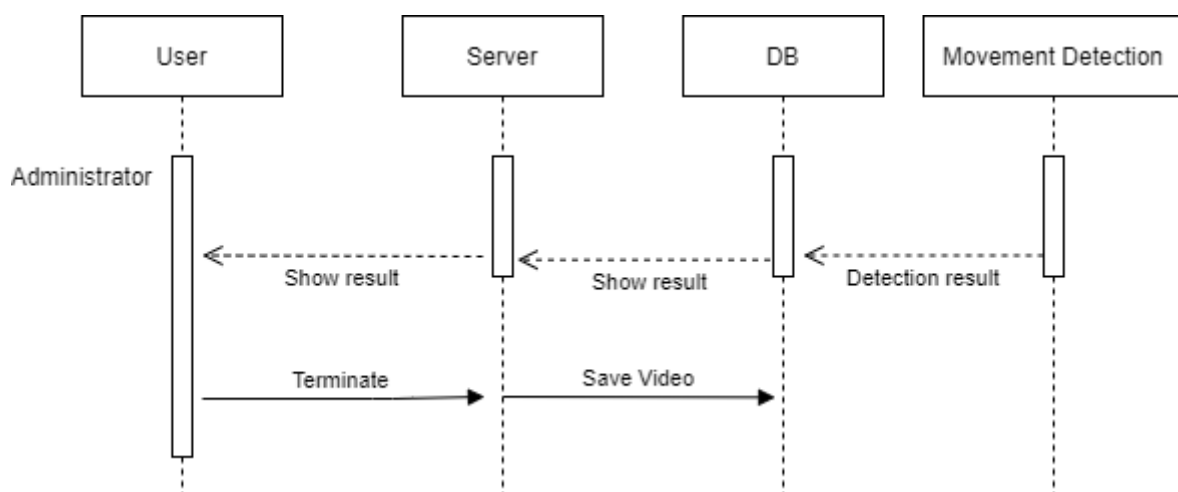 User
Server
DB
Movement Detection
Administrator
Show result
Show result
Detection result
Terminate
Save Video